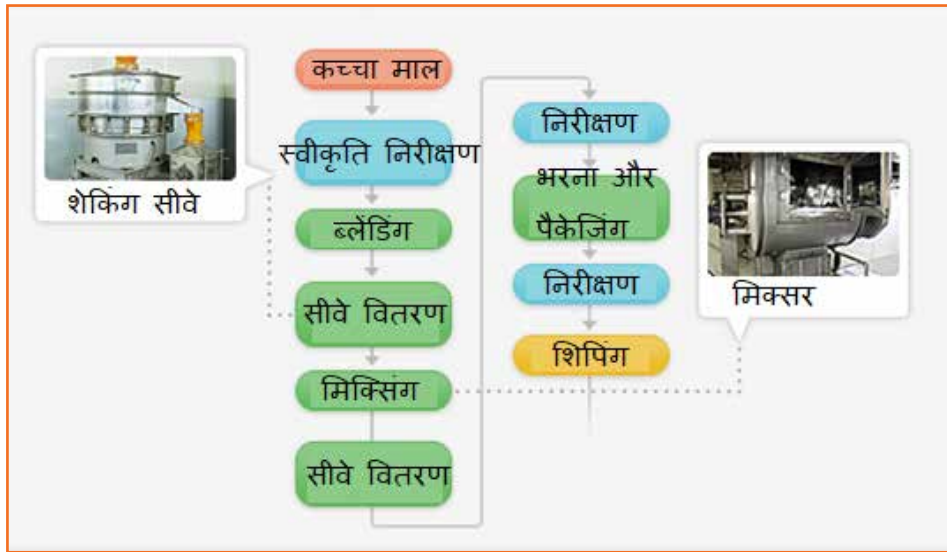 शेकिंग सीवे
कच्चा माल
स्वीकृति निरीक्षण
ब्लेंडिंग
सीवे वितरण
मिक्सिंग
सीवे वितरण
निरीक्षण
भरना और
पैकेजिंग
निरीक्षण
शिपिंग
मिक्सर